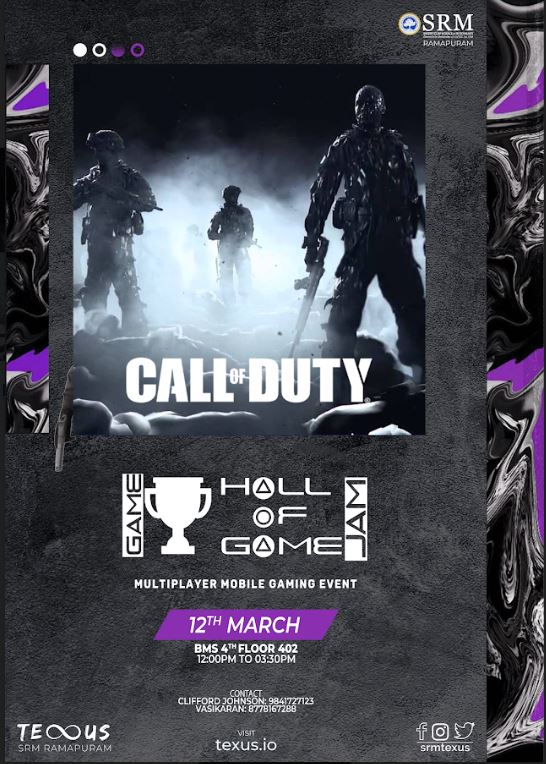 SRM
RAMAPURAM
CALL OF DUTY
GAME
HALL
OF
GAME
JAM
MULTIPLAYER MOBILE GAMING EVENT
12TH MARCH
BMS 4TH FLOOR 402
12:00PM TO 03:30PM
CONTACT
CLIFFORD JOHNSON: 9841727123
VASIKARAN: 8778167288
TEXUS
SRM RAMAPURAM
VISIT
texus.io
srmtexus